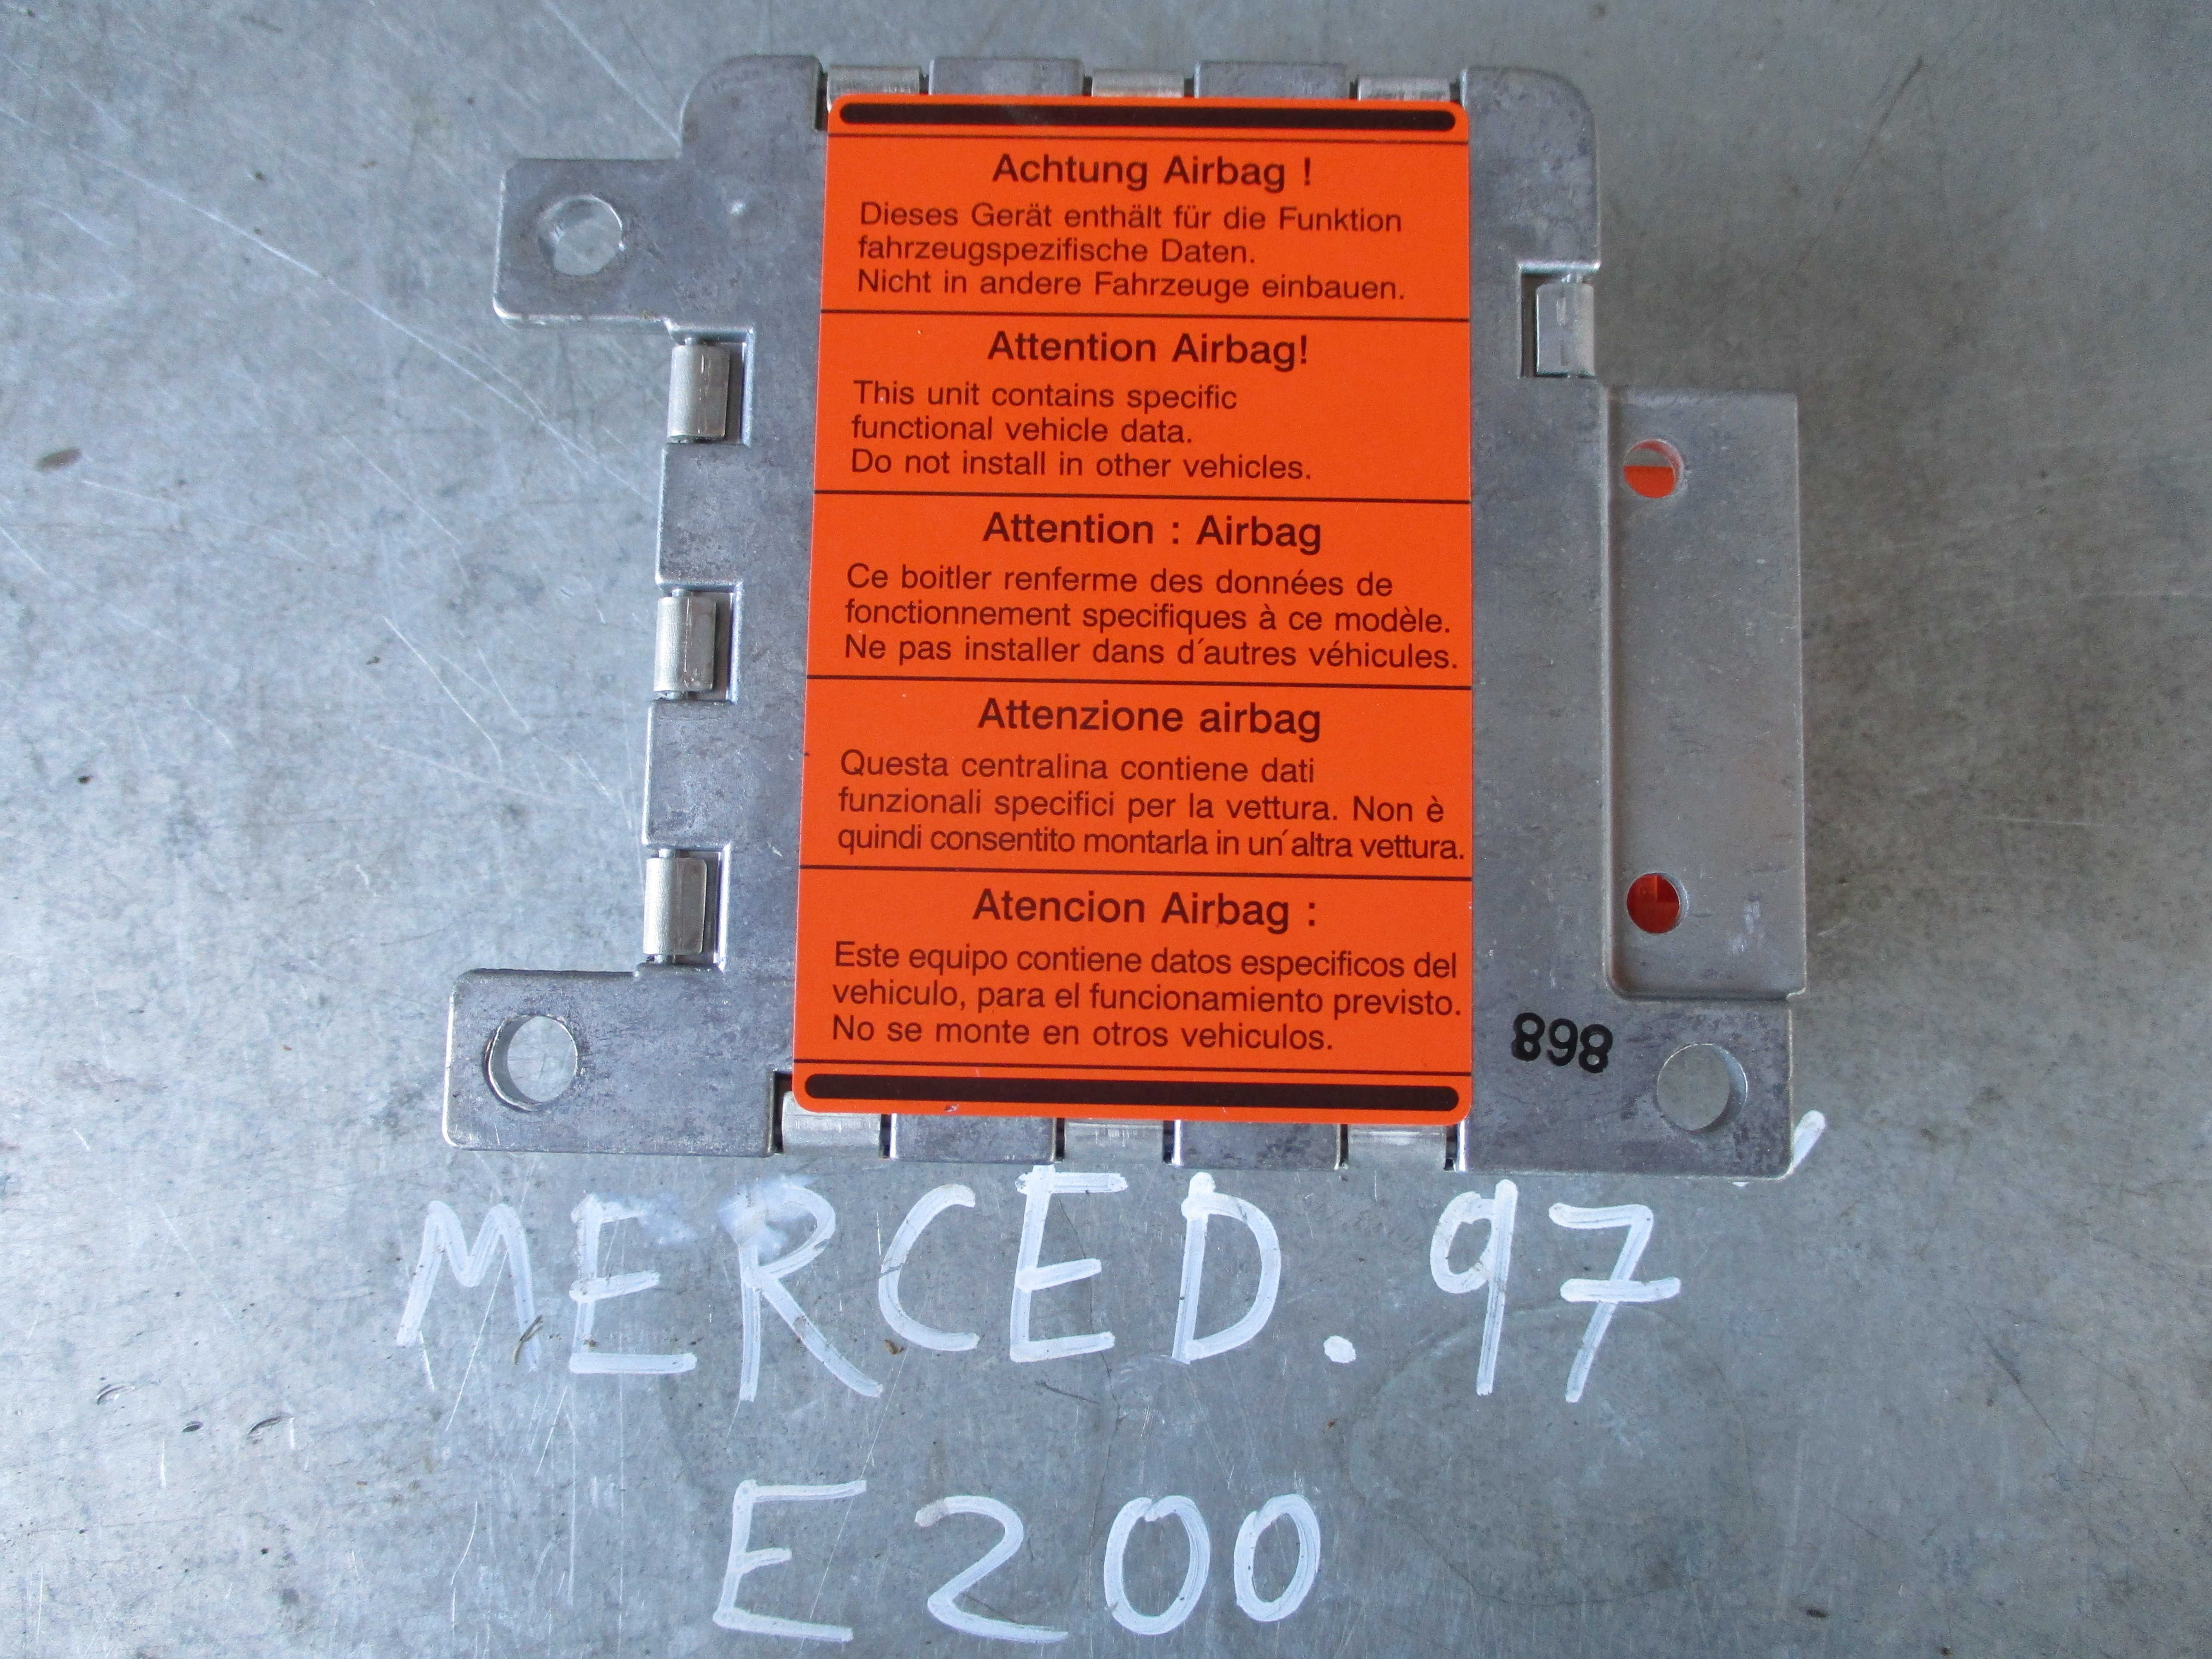 Achtung Airbag !
Dieses Gerät enthält für die Funktion
fahrzeugspezifische Daten.
Nicht in andere Fahrzeuge einbauen.
Attention Airbag!
This unit contains specific
functional vehicle data.
Do not install in other vehicles.
Attention : Airbag
Ce boitler renferme des données de
fonctionnement specifiques à ce modèle.
Ne pas installer dans d´autres véhicules.
Attenzione airbag
Questa centralina contiene dati
funzionali specifici per la vettura. Non è
quindi consentito montarla in un´altra vettura.
Atencion Airbag :
Este equipo contiene datos especificos del
vehiculo, para el funcionamiento previsto.
No se monte en otros vehiculos.
898
MERCED. 97
E200